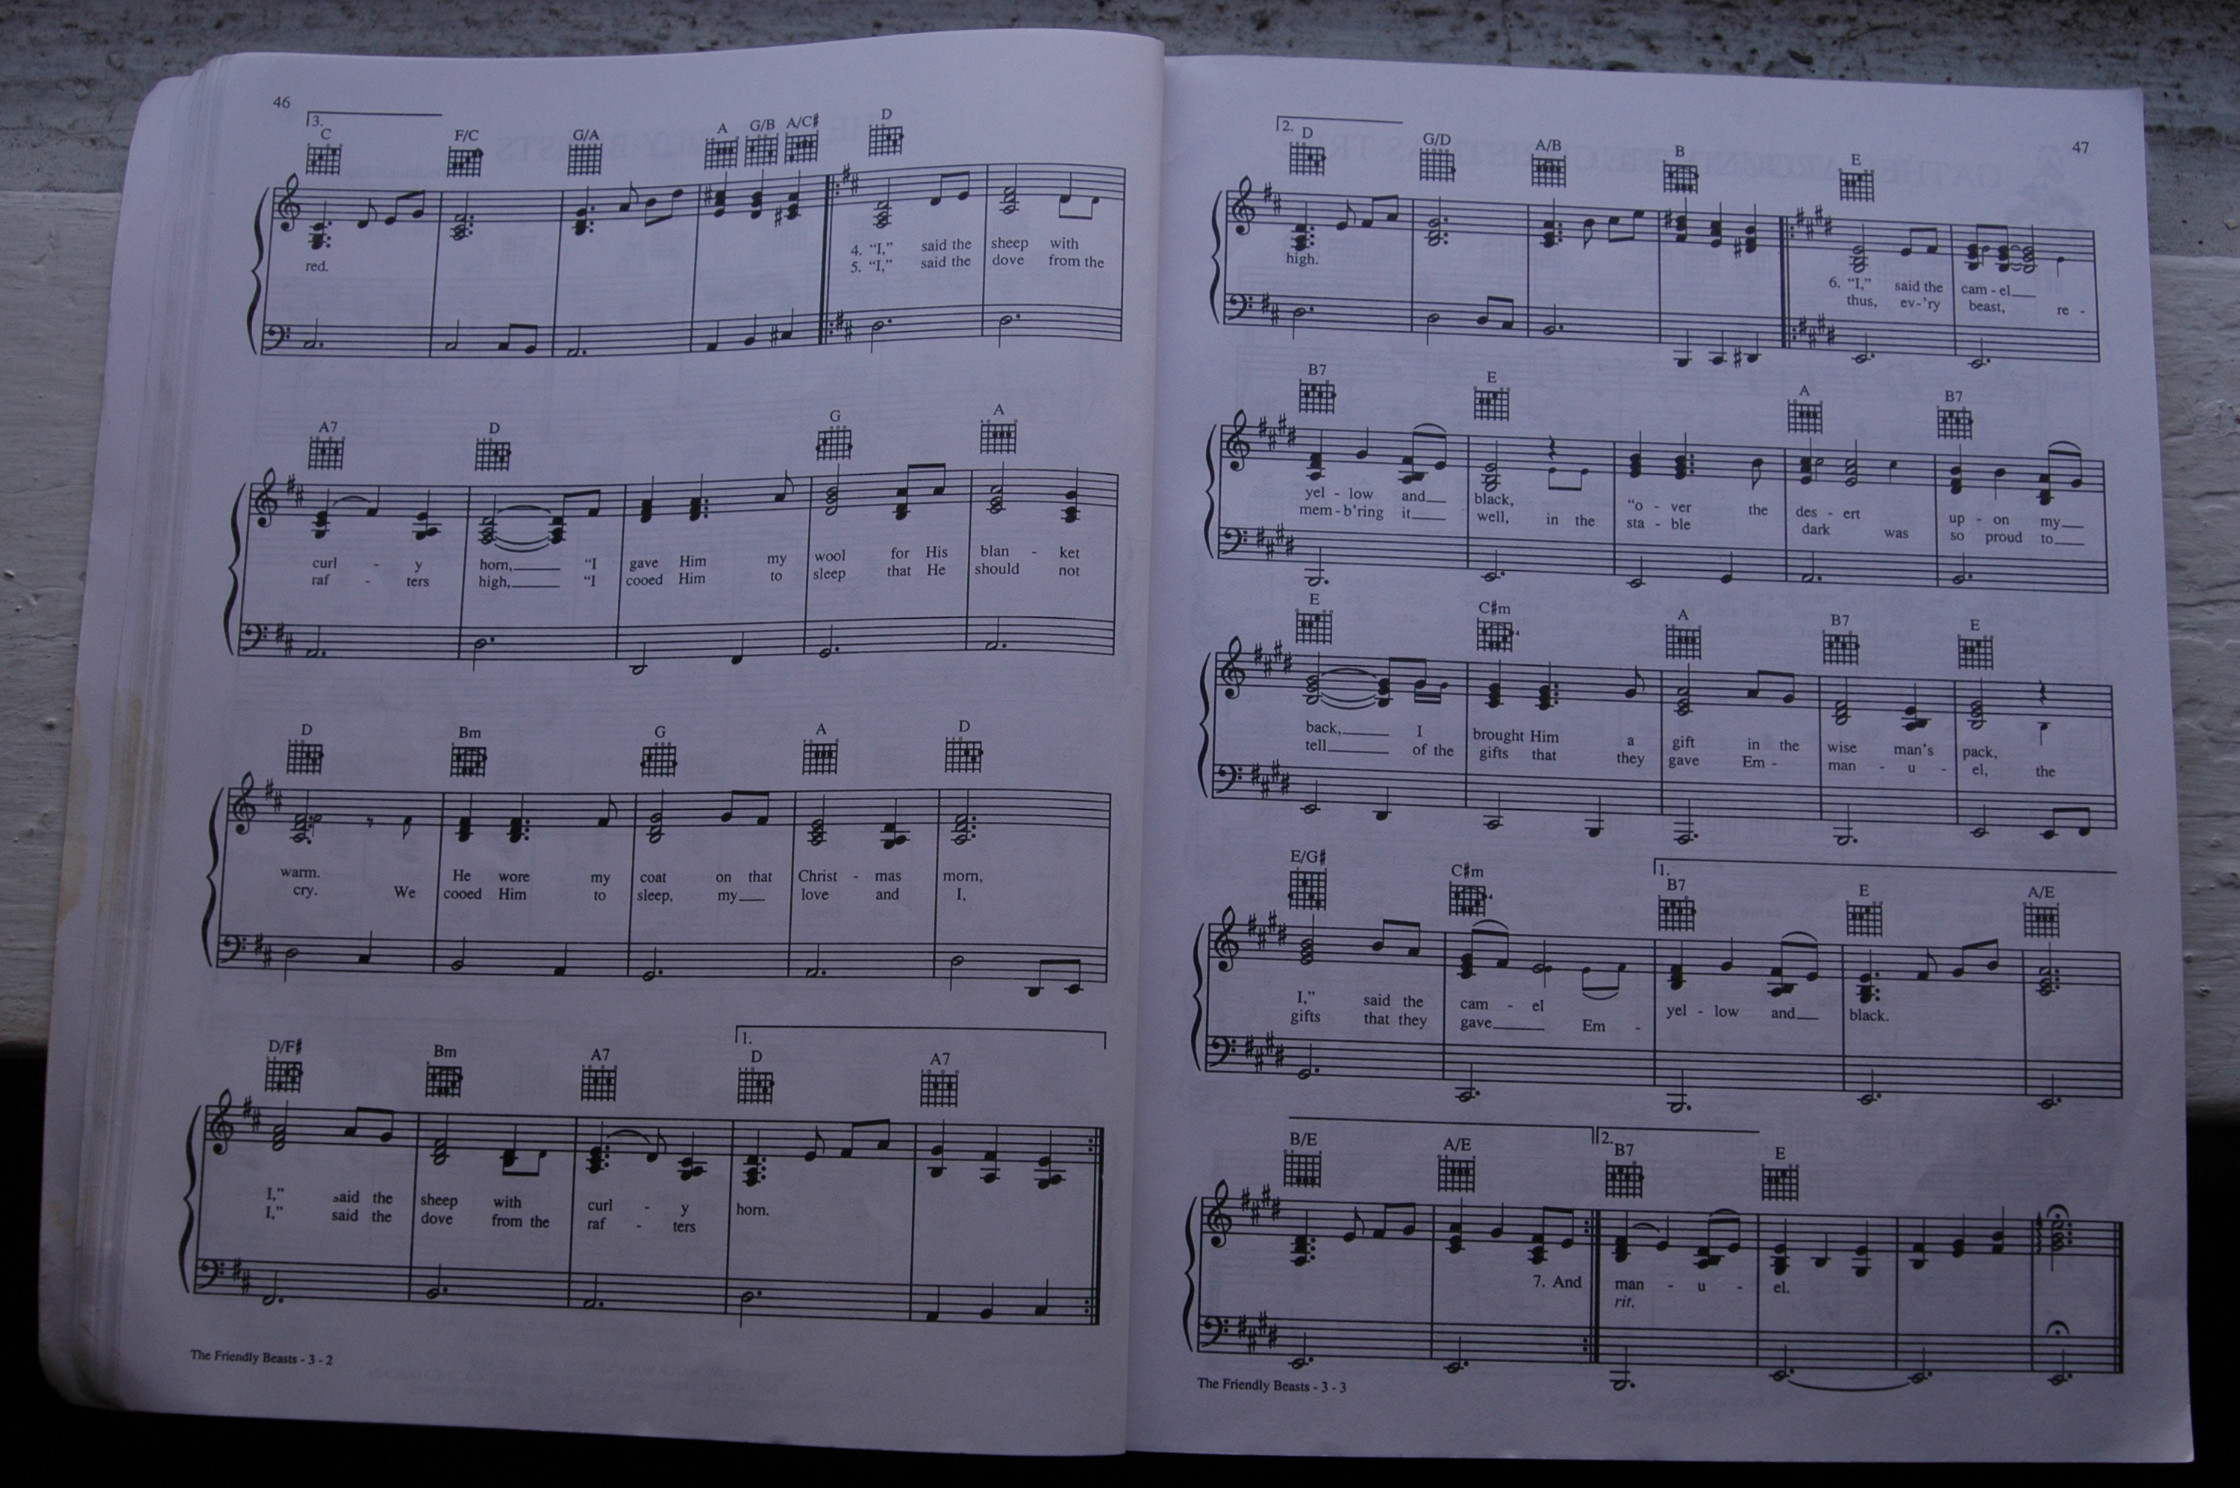 46
3.
C F/C G/A A G/B A/C♯ D
4. “I,” said the sheep with
red.
5. “I,” said the dove from the
A7 D G A
curl - y horn, “I gave Him my wool for His blan - ket
raf - ters high, “I cooed Him to sleep that He should not
D Bm G A D
warm. He wore my coat on that Christ - mas morn,
cry. We cooed Him to sleep, my love and I,
1.
D/F♯ Bm A7 D A7
I,” said the sheep with curl - y horn.
I,” said the dove from the raf - ters
The Friendly Beasts - 3 - 2
47
2.
D G/D A/B B E
high.
6. “I,” said the cam - el
thus, ev-'ry beast, re -
B7 E A B7
yel - low and black, “o - ver the des - ert up - on my
mem - b'ring it well, in the sta - ble dark was so proud to
E C♯m A B7 E
back, I brought Him a gift in the wise man's pack,
tell of the gifts that they gave Em - man - u - el, the
1.
E/G♯ C♯m B7 E A/E
I,” said the cam - el yel - low and black.
gifts that they gave Em -
2.
B/E A/E B7 E
7. And man - u - el.
rit.
The Friendly Beasts - 3 - 3